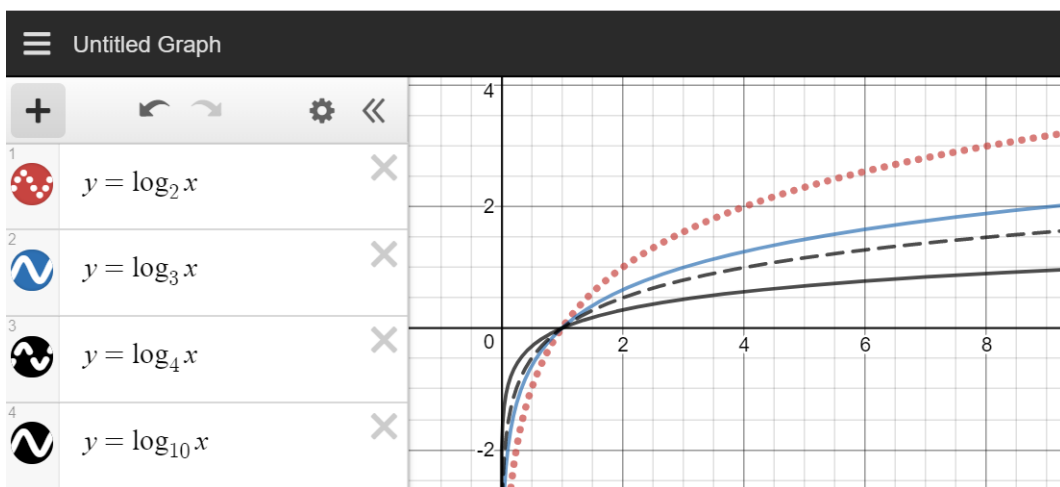 Untitled Graph
1
y = log₂ x
2
y = log₃ x
3
y = log₄ x
4
y = log₁₀ x
4
2
0 2 4 6 8
-2